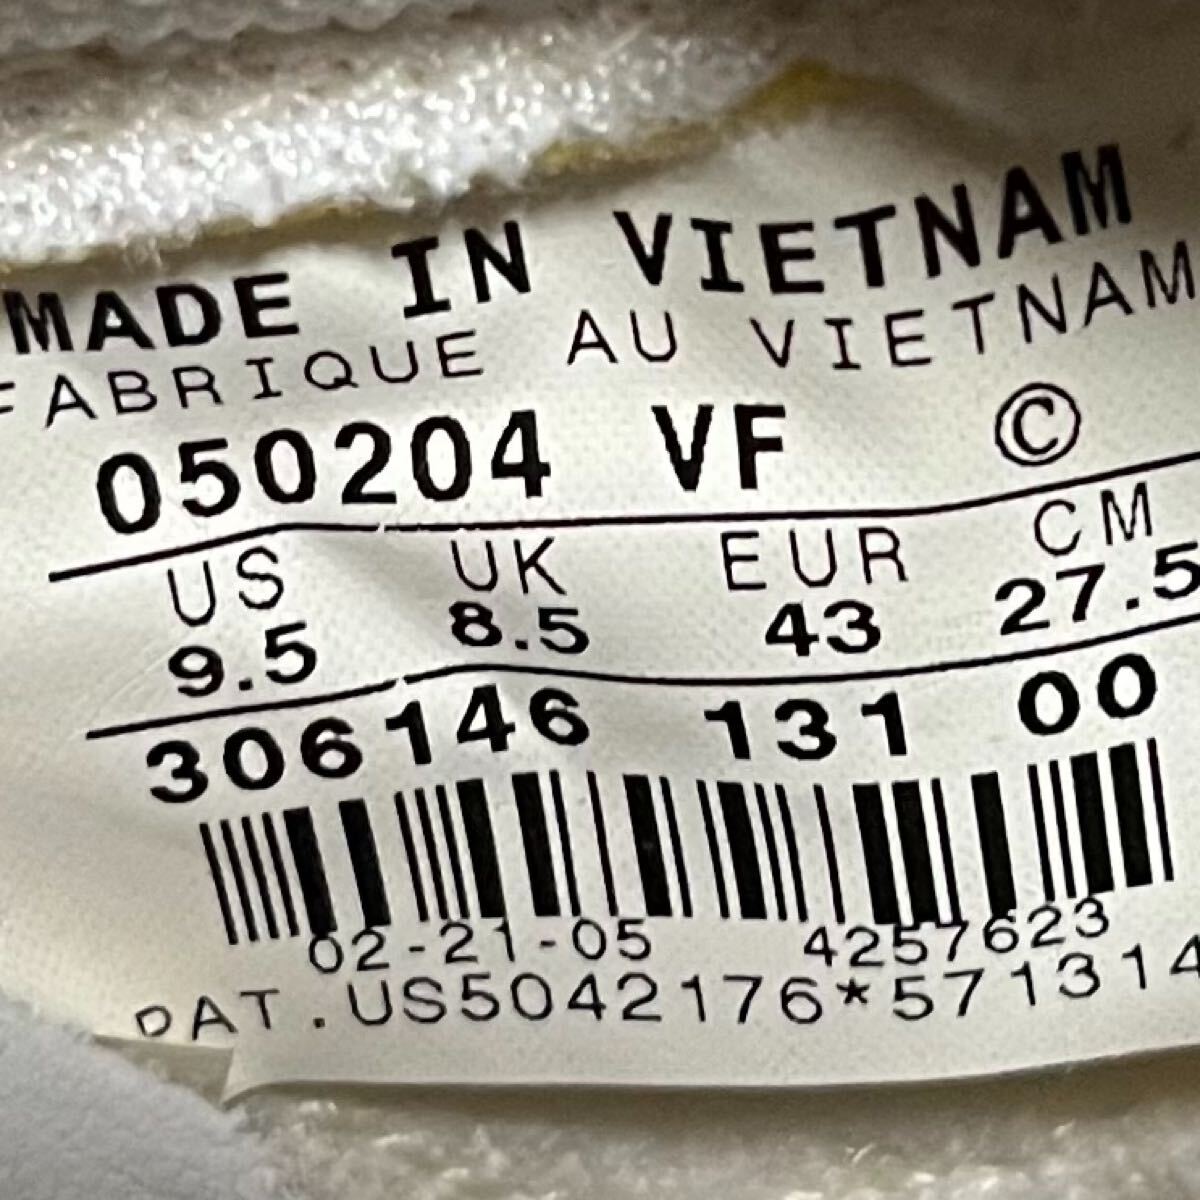 MADE IN VIETNAM
FABRIQUE AU VIETNAM
050204 VF ©
US UK EUR CM
9.5 8.5 43 27.5
306146 131 00
02-21-05 4257623
PAT.US5042176*571314